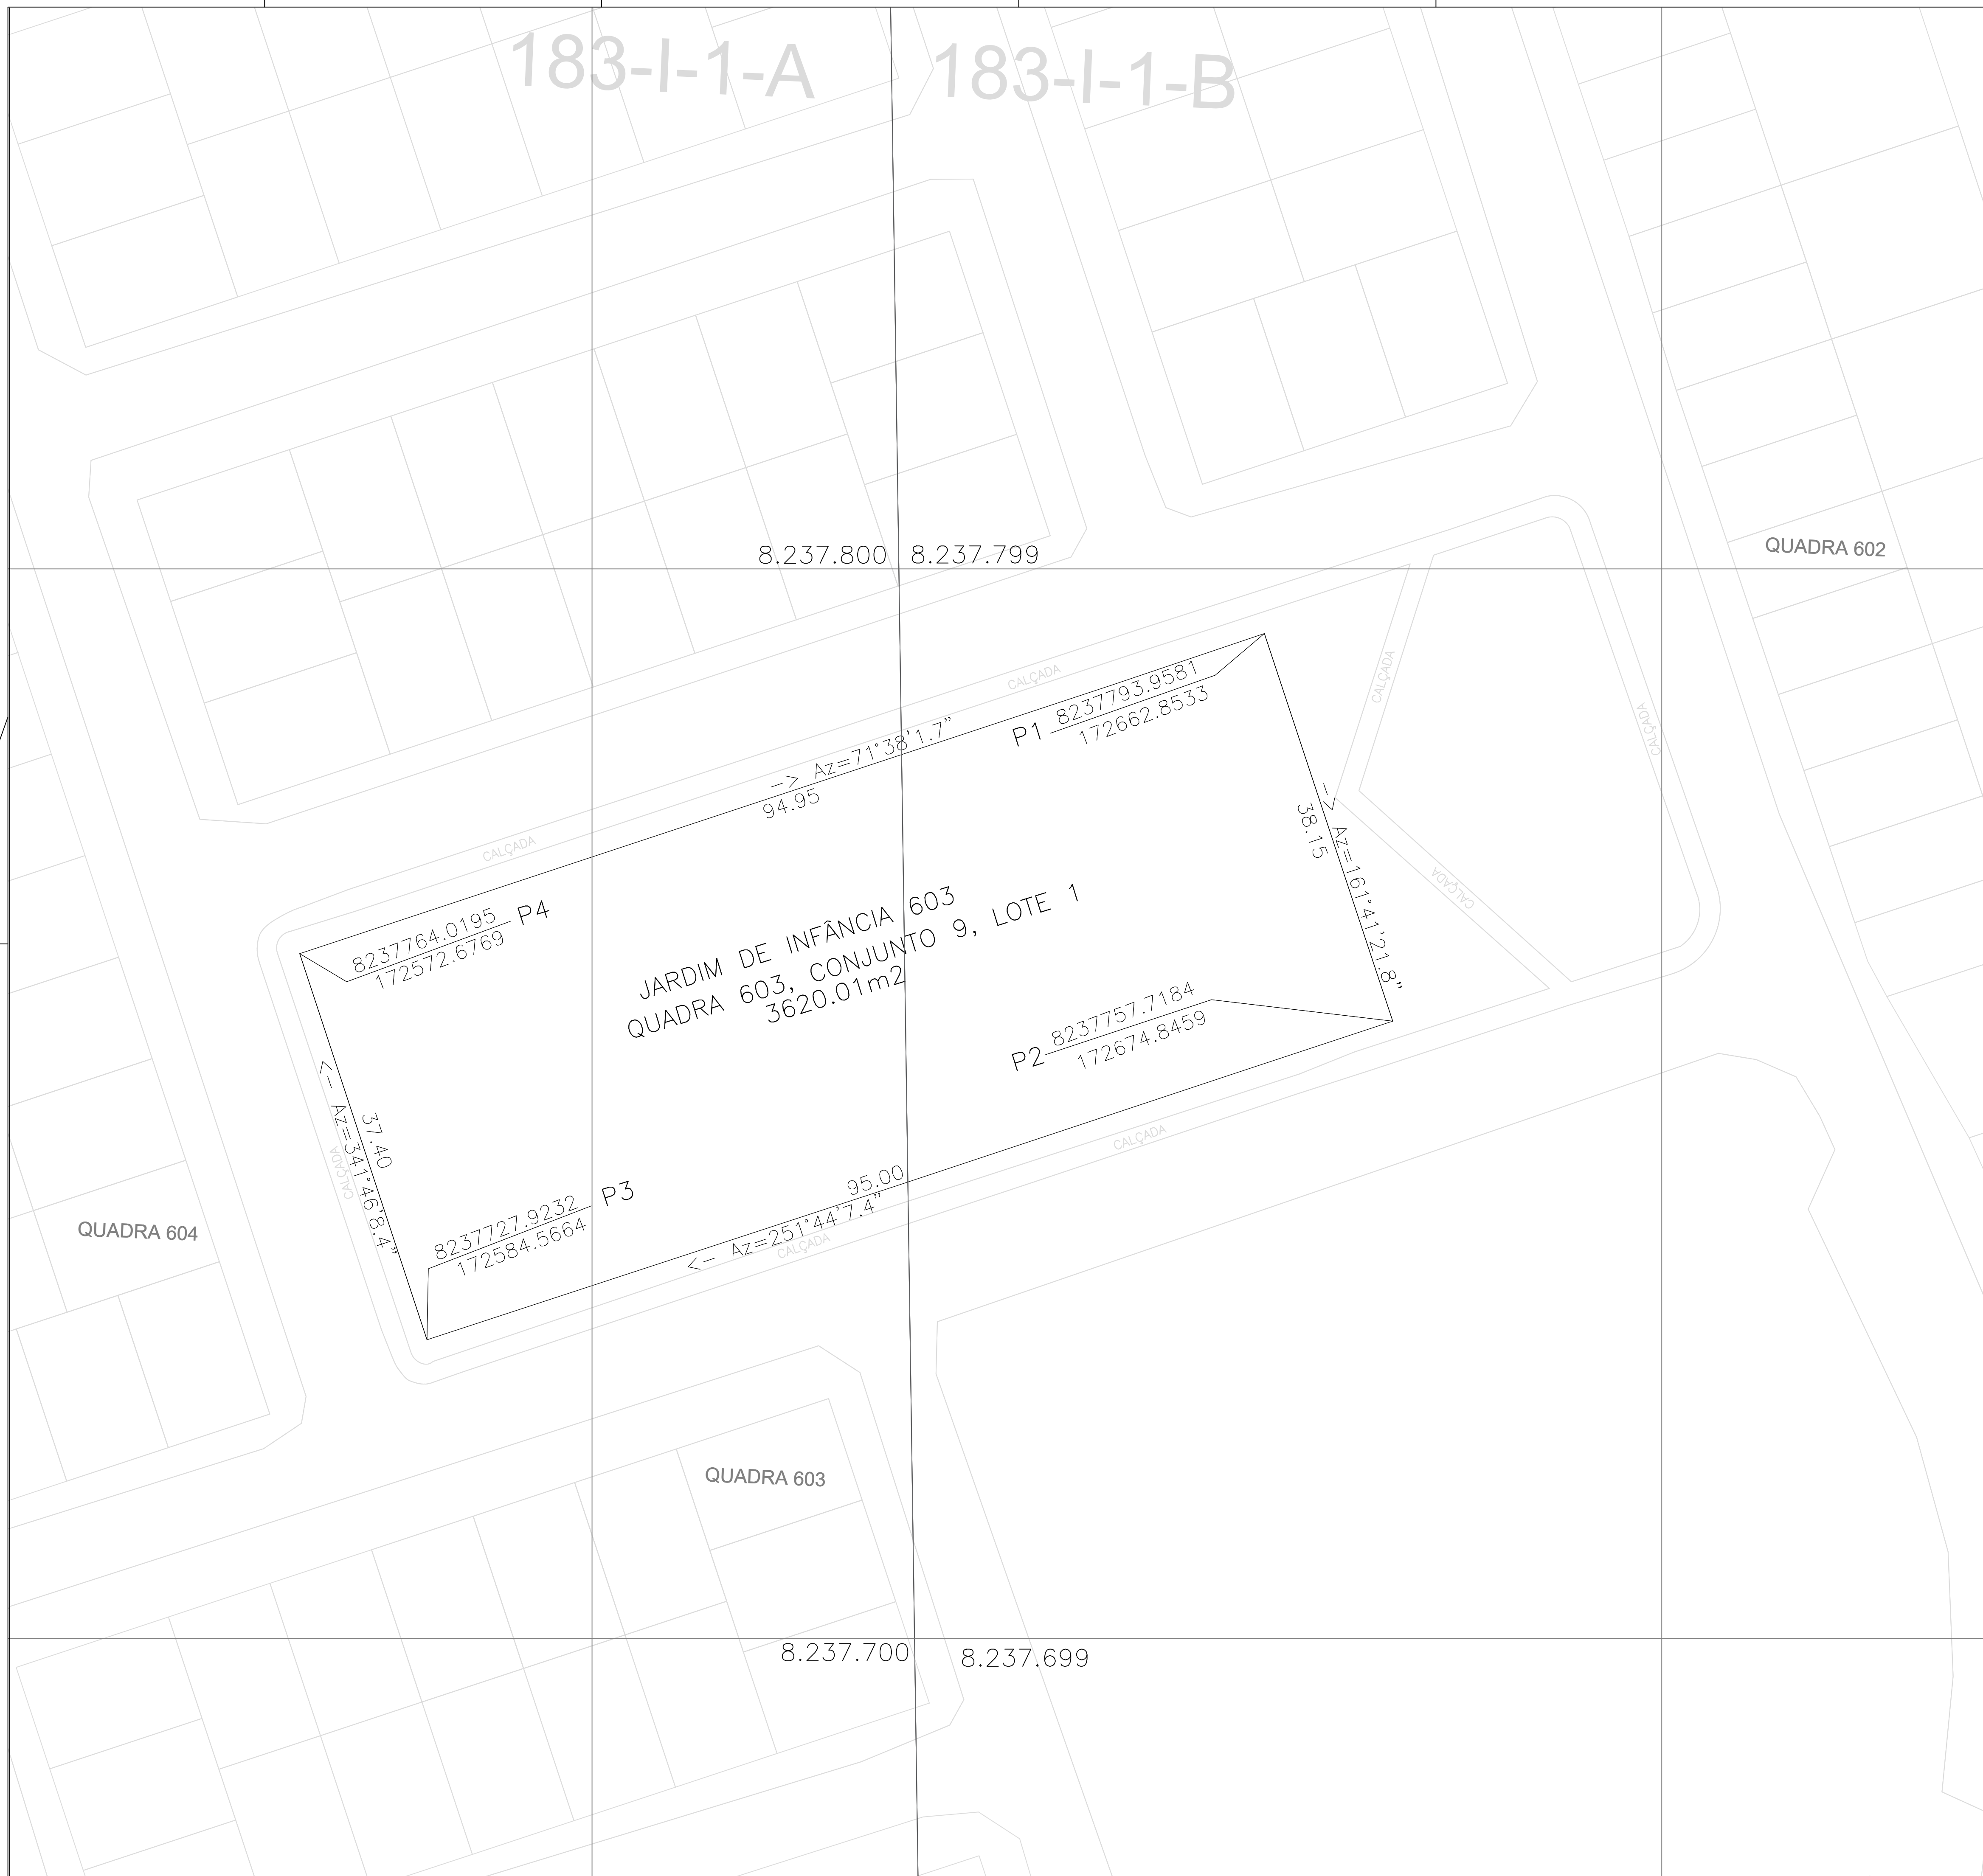 183-I-1-A
183-I-1-B
8.237.800
8.237.799
QUADRA 602
CALÇADA
CALÇADA
CALÇADA
8237793.9581
P1
172662.8533
--> Az=71°38'1.7"
94.95
--> Az=161°41'21.8"
38.15
CALÇADA
CALÇADA
8237764.0195
P4
172572.6769
JARDIM DE INFÂNCIA 603
QUADRA 603, CONJUNTO 9, LOTE 1
3620.01m2
8237757.7184
P2
172674.8459
<-- Az=341°46'8.4"
37.40
CALÇADA
8237727.9232
P3
172584.5664
95.00
<-- Az=251°44'7.4"
CALÇADA
CALÇADA
QUADRA 604
QUADRA 603
8.237.700
8.237.699